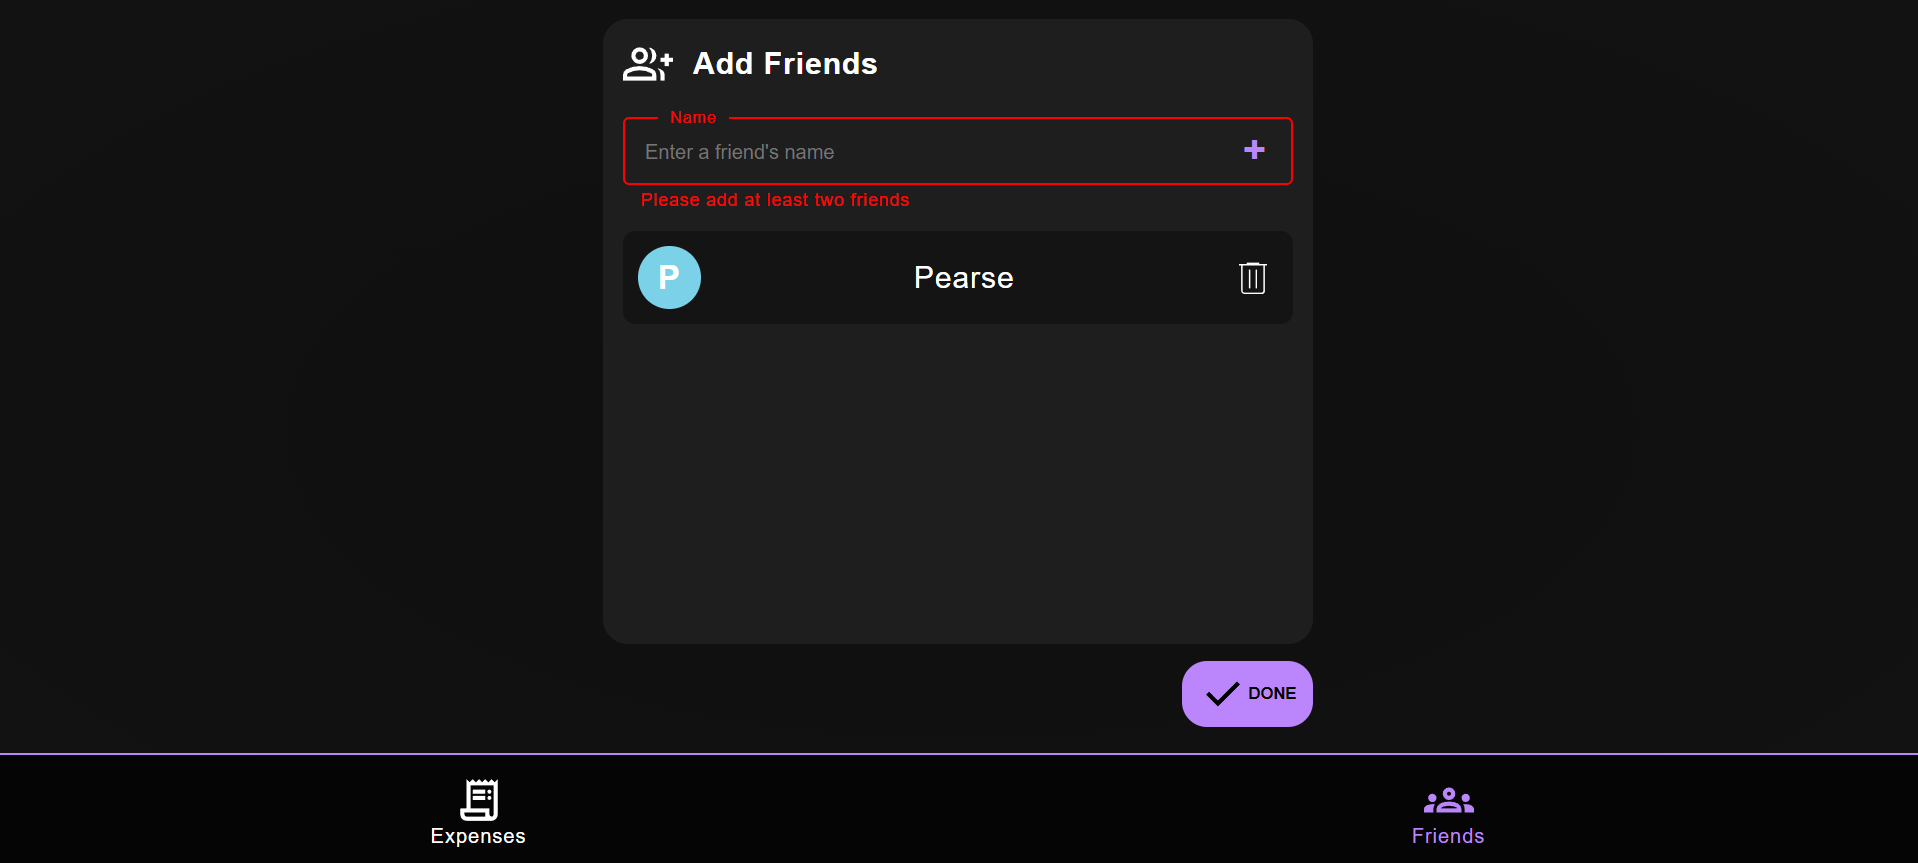 Add Friends
Name
Enter a friend's name
Please add at least two friends
P
Pearse
DONE
Expenses
Friends